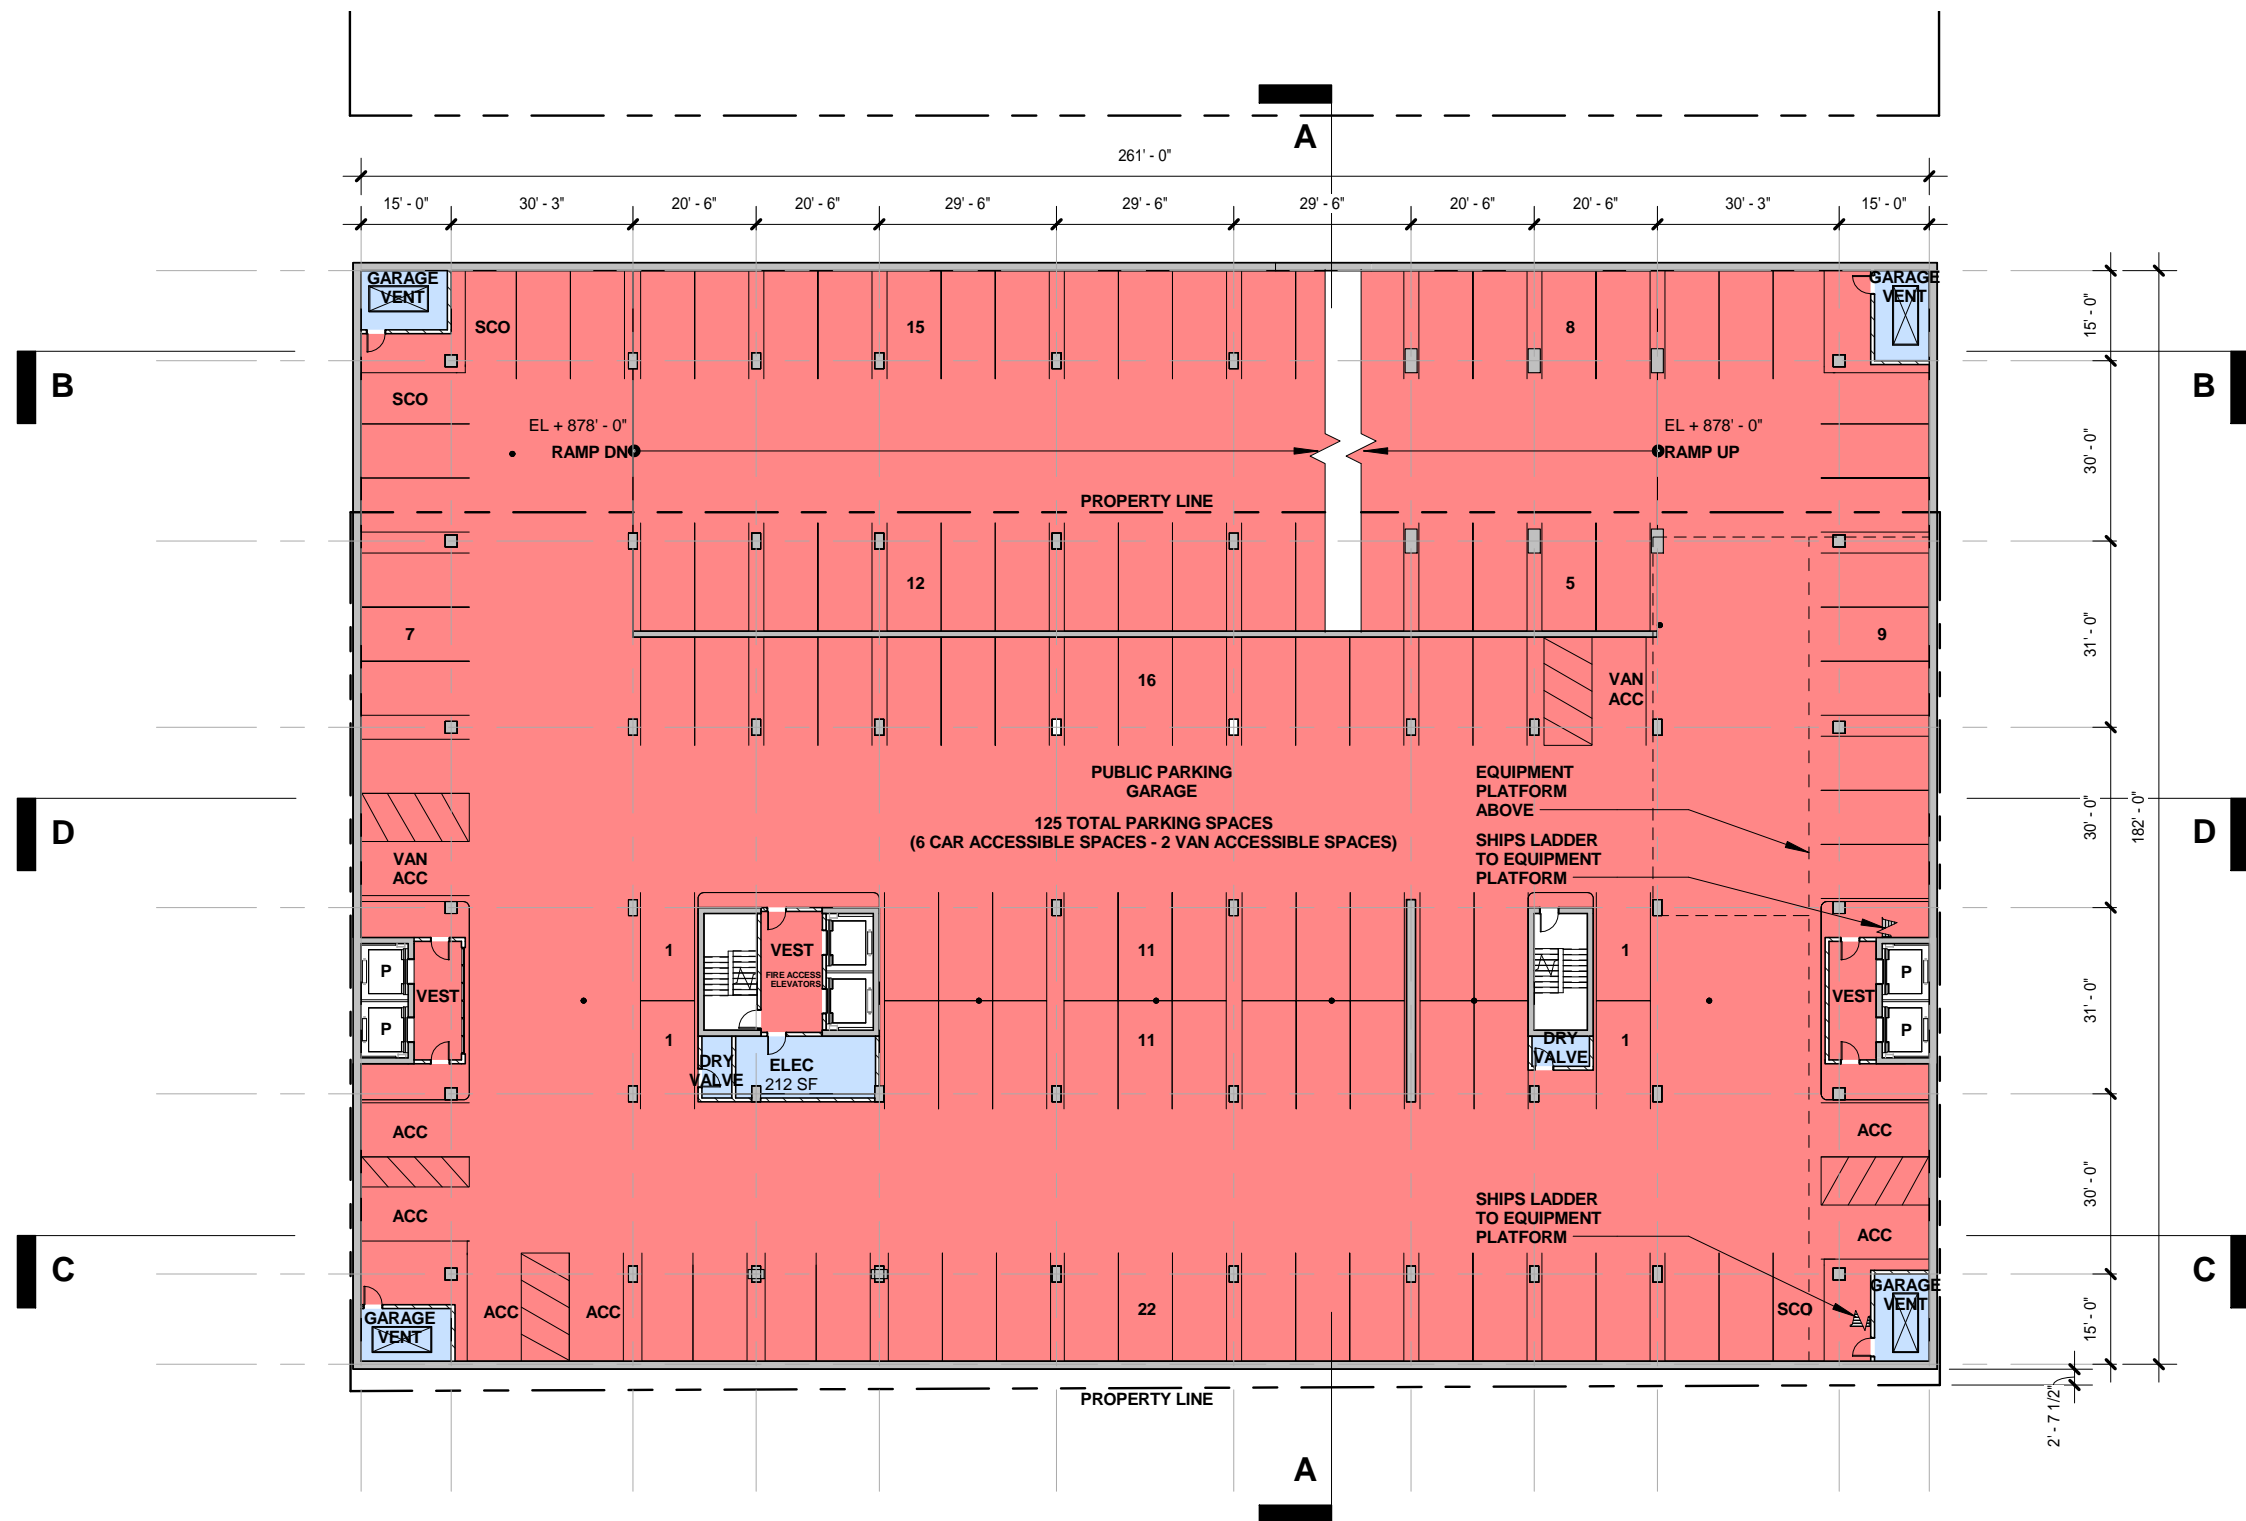 A
261' - 0"
15' - 0"
30' - 3"
20' - 6"
20' - 6"
29' - 6"
29' - 6"
29' - 6"
20' - 6"
20' - 6"
30' - 3"
15' - 0"
GARAGE
VENT
SCO
15
8
GARAGE
VENT
15' - 0"
B
SCO
B
EL + 878' - 0"
RAMP DN
EL + 878' - 0"
RAMP UP
30' - 0"
PROPERTY LINE
12
5
7
9
31' - 0"
16
VAN
ACC
PUBLIC PARKING
GARAGE
125 TOTAL PARKING SPACES
(6 CAR ACCESSIBLE SPACES - 2 VAN ACCESSIBLE SPACES)
EQUIPMENT
PLATFORM
ABOVE
SHIPS LADDER
TO EQUIPMENT
PLATFORM
30' - 0"
182' - 0"
D
D
VAN
ACC
1
VEST
FIRE ACCESS
ELEVATORS
11
1
P
VEST
P
P
VEST
P
31' - 0"
1
DRY
VALVE
ELEC
212 SF
11
DRY
VALVE
1
ACC
ACC
ACC
ACC
30' - 0"
SHIPS LADDER
TO EQUIPMENT
PLATFORM
C
C
GARAGE
VENT
ACC
ACC
22
SCO
GARAGE
VENT
15' - 0"
PROPERTY LINE
2' - 7 1/2"
A